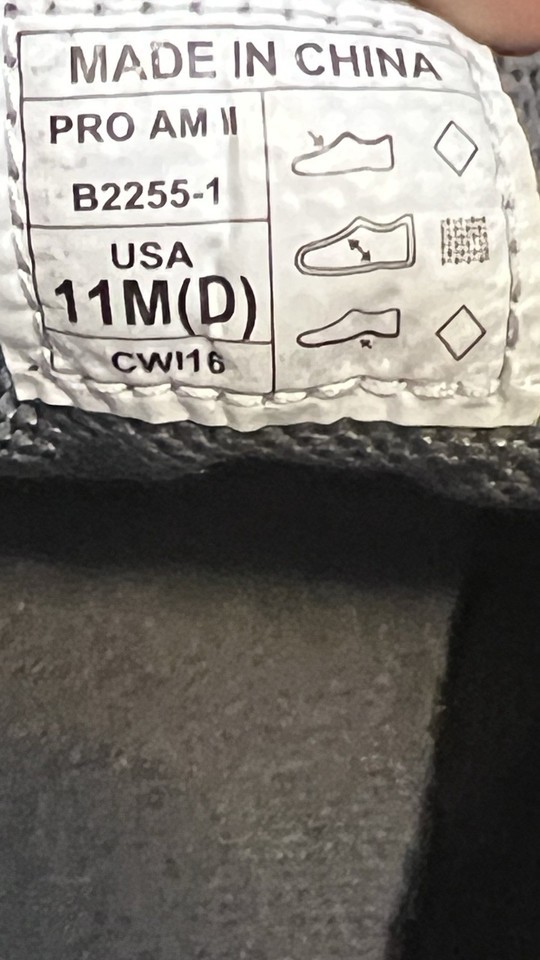 MADE IN CHINA
PRO AM II
B2255-1
USA
11M(D)
CWI16